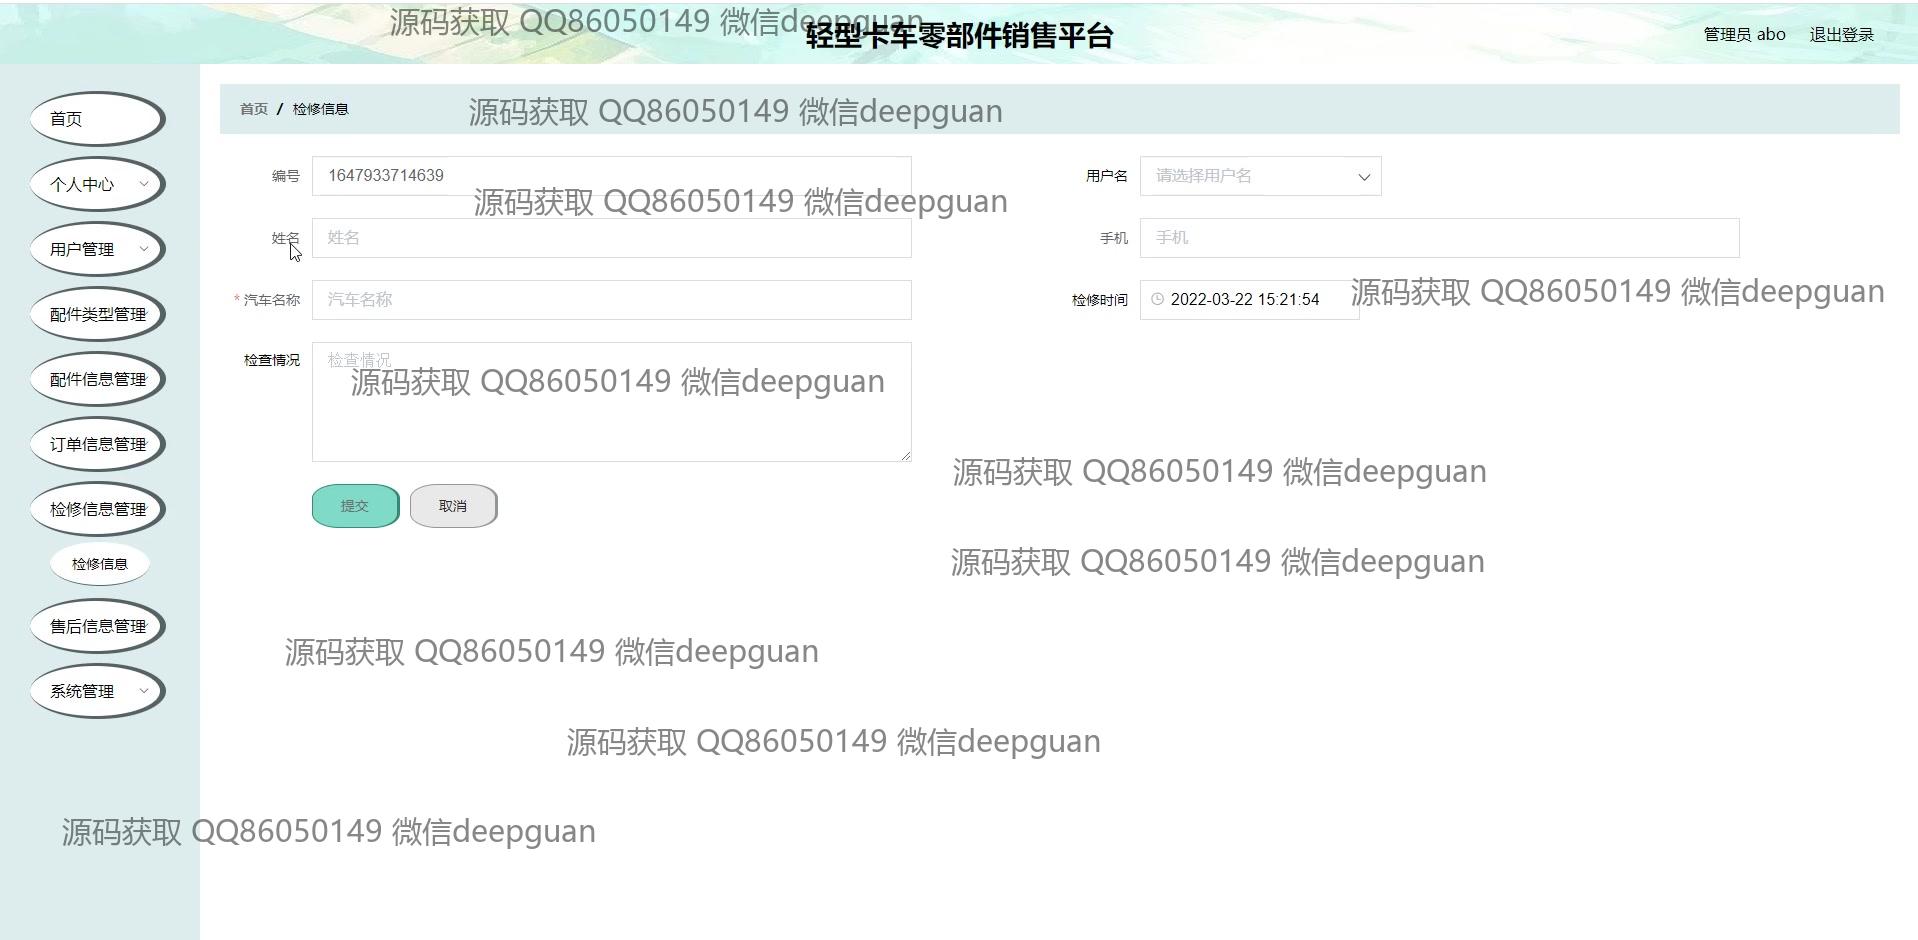 源码获取 QQ86050149 微信deepguan
轻型卡车零部件销售平台
管理员 abo 退出登录
首页
个人中心
用户管理
配件类型管理
配件信息管理
订单信息管理
检修信息管理
检修信息
售后信息管理
系统管理
首页 / 检修信息
源码获取 QQ86050149 微信deepguan
编号 1647933714639
用户名 请选择用户名
源码获取 QQ86050149 微信deepguan
姓名 姓名
手机 手机
* 汽车名称 汽车名称
检修时间 2022-03-22 15:21:54
源码获取 QQ86050149 微信deepguan
检查情况 检查情况
源码获取 QQ86050149 微信deepguan
源码获取 QQ86050149 微信deepguan
提交 取消
源码获取 QQ86050149 微信deepguan
源码获取 QQ86050149 微信deepguan
源码获取 QQ86050149 微信deepguan
源码获取 QQ86050149 微信deepguan